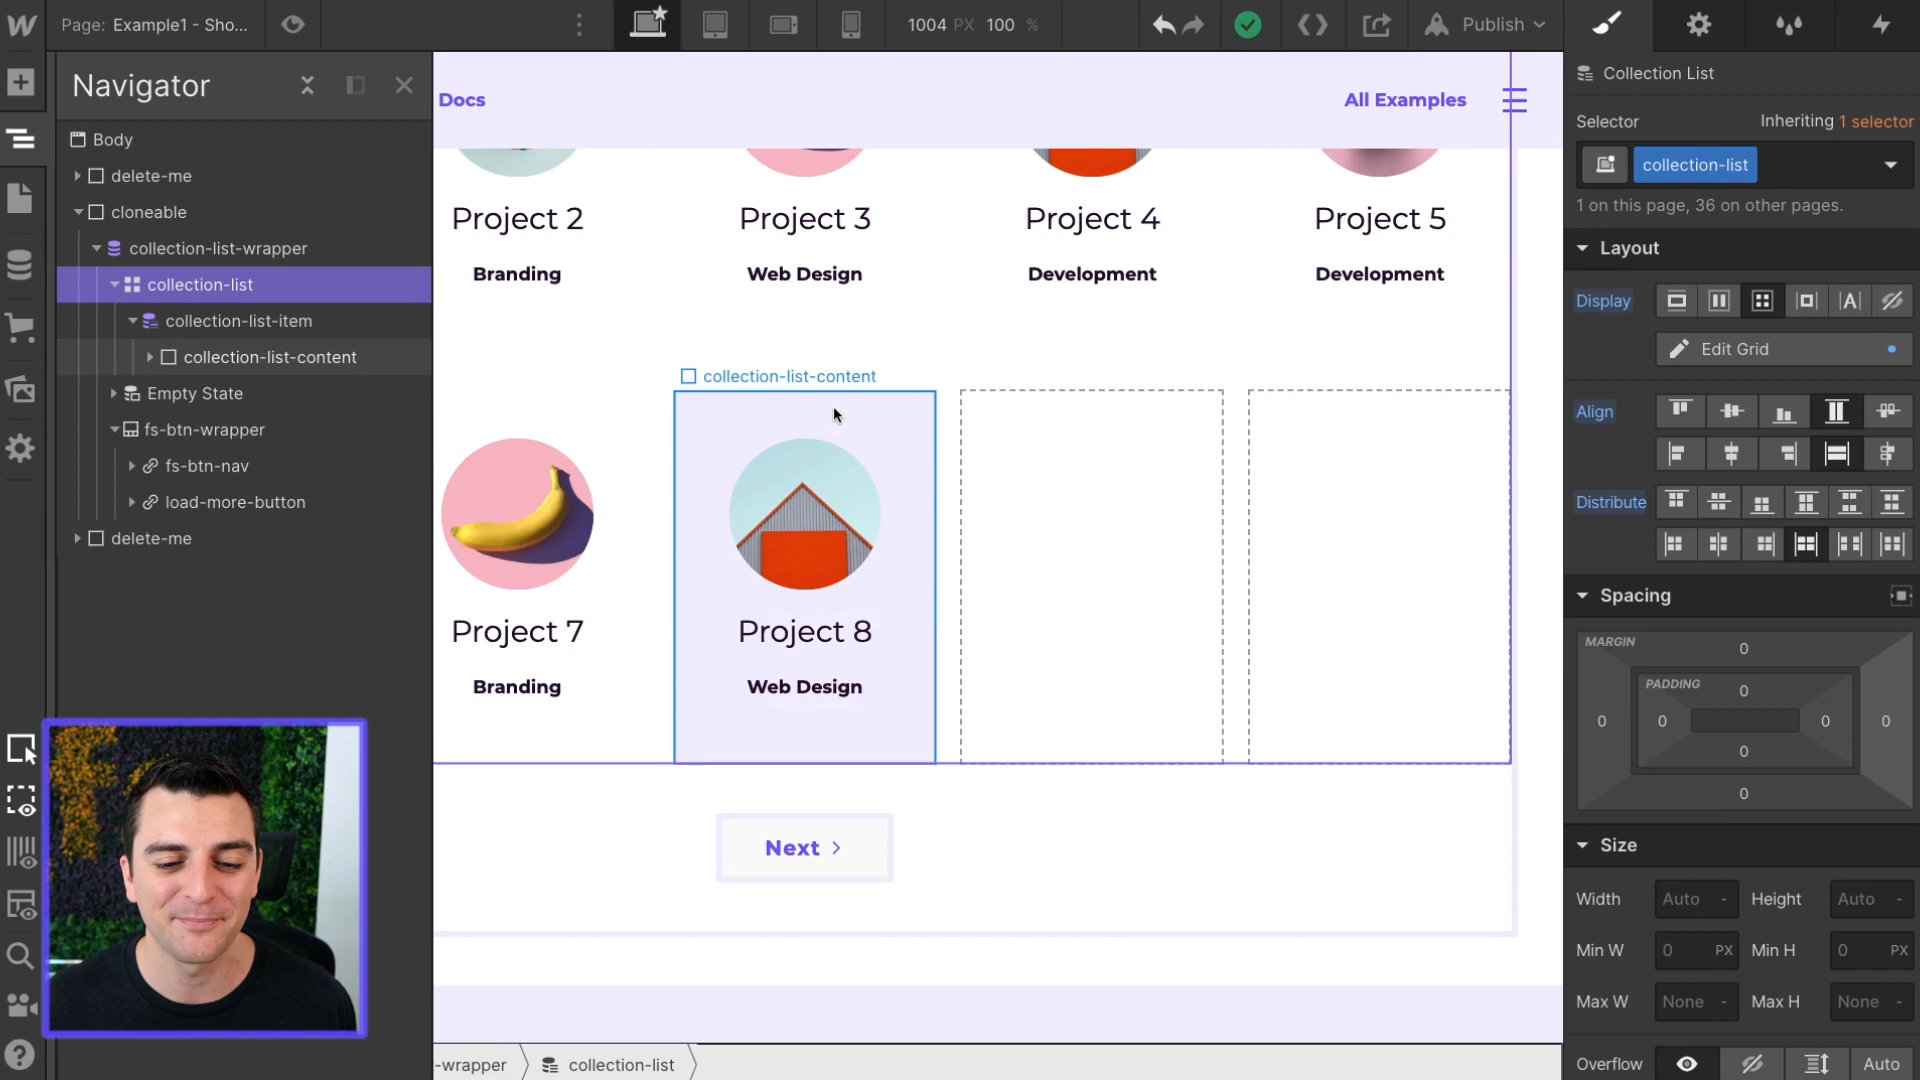 Page: Example1 - Sho...
1004 PX 100 %
Publish
Navigator
Body
delete-me
cloneable
collection-list-wrapper
collection-list
collection-list-item
collection-list-content
Empty State
fs-btn-wrapper
fs-btn-nav
load-more-button
delete-me
Docs
All Examples
Project 2
Project 3
Project 4
Project 5
Branding
Web Design
Development
Development
collection-list-content
Project 7
Project 8
Branding
Web Design
Next >
-wrapper
collection-list
Collection List
Selector
Inheriting 1 selector
collection-list
1 on this page, 36 on other pages.
Layout
Display
Edit Grid
Align
Distribute
Spacing
MARGIN
0
PADDING
0
0 0 0 0
0
0
Size
Width Auto - Height Auto -
Min W 0 PX Min H 0 PX
Max W None - Max H None -
Overflow Auto